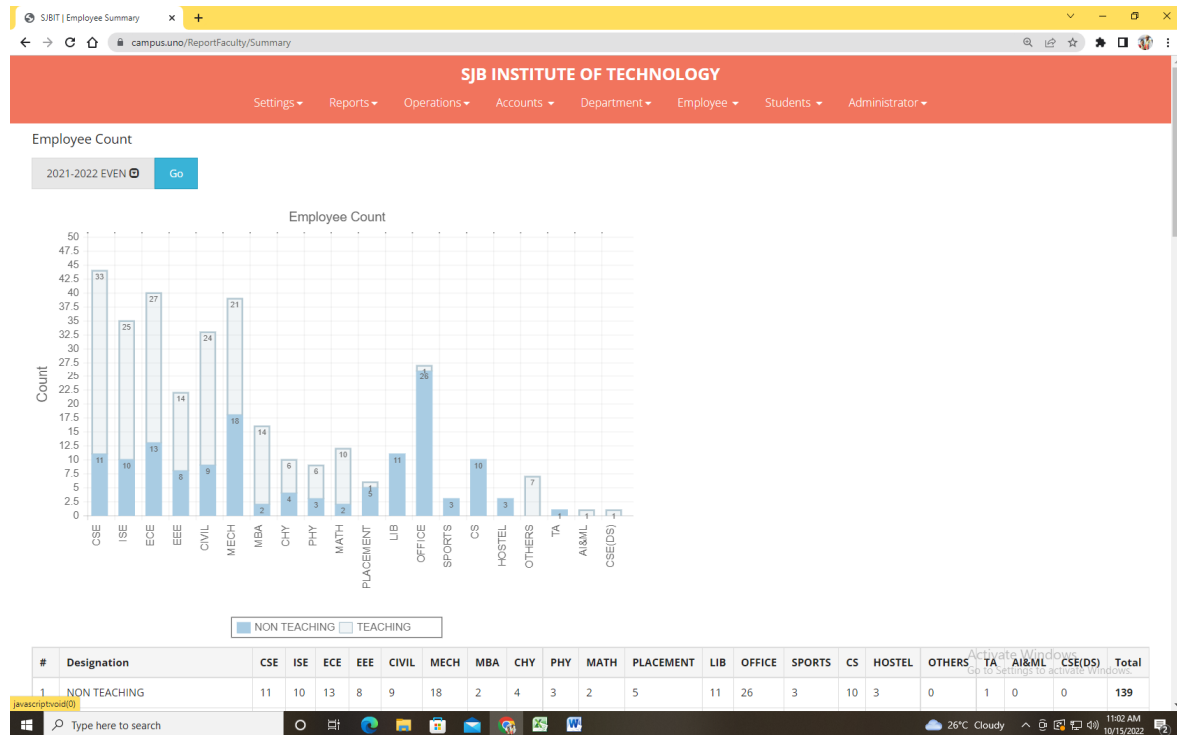 SJBIT | Employee Summary
campus.uno/ReportFaculty/Summary
SJB INSTITUTE OF TECHNOLOGY
Settings Reports Operations Accounts Department Employee Students Administrator
Employee Count
2021-2022 EVEN Go
Employee Count
Count
50
47.5
45
42.5
40
37.5
35
32.5
30
27.5
25
22.5
20
17.5
15
12.5
10
7.5
5
2.5
0
33 25 27 14 24 21 14 6 6 10 1 1 7 1 1
11 10 13 8 9 18 2 4 3 2 5 11 26 3 10 3 1
CSE ISE ECE EEE CIVIL MECH MBA CHY PHY MATH PLACEMENT LIB OFFICE SPORTS CS HOSTEL OTHERS TA AI&ML CSE(DS)
NON TEACHING TEACHING
# Designation CSE ISE ECE EEE CIVIL MECH MBA CHY PHY MATH PLACEMENT LIB OFFICE SPORTS CS HOSTEL OTHERS TA AI&ML CSE(DS) Total
1 NON TEACHING 11 10 13 8 9 18 2 4 3 2 5 11 26 3 10 3 0 1 0 0 139
Activate Windows
Go to Settings to activate Windows.
javascript:void(0)
Type here to search
26°C Cloudy
11:02 AM
10/15/2022
2